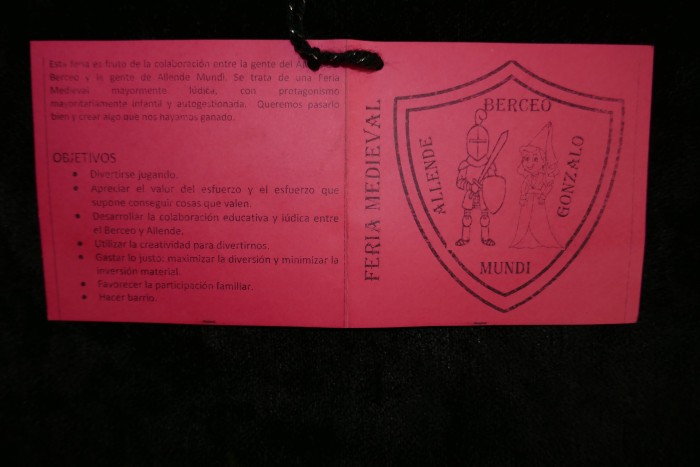 Esta feria es fruto de la colaboración entre la gente del
Berceo y la gente de Allende Mundi. Se trata de una Feria
Medieval mayormente lúdica, con protagonismo
mayoritariamente infantil y autogestionada. Queremos pasarlo
bien y crear algo que nos hayamos ganado.
OBJETIVOS
• Divertirse jugando.
• Apreciar el valor del esfuerzo y el esfuerzo que
supone conseguir cosas que valen.
• Desarrollar la colaboración educativa y lúdica entre
el Berceo y Allende.
• Utilizar la creatividad para divertirnos.
• Gastar lo justo: maximizar la diversión y minimizar la
inversión material.
• Favorecer la participación familiar.
• Hacer barrio.
FERIA MEDIEVAL
BERCEO
ALLENDE
GONZALO
MUNDI